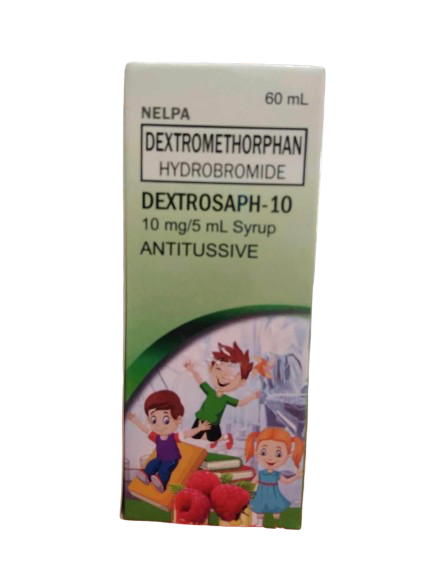 60 mL
NELPA
DEXTROMETHORPHAN
HYDROBROMIDE
DEXTROSAPH-10
10 mg/5 mL Syrup
ANTITUSSIVE